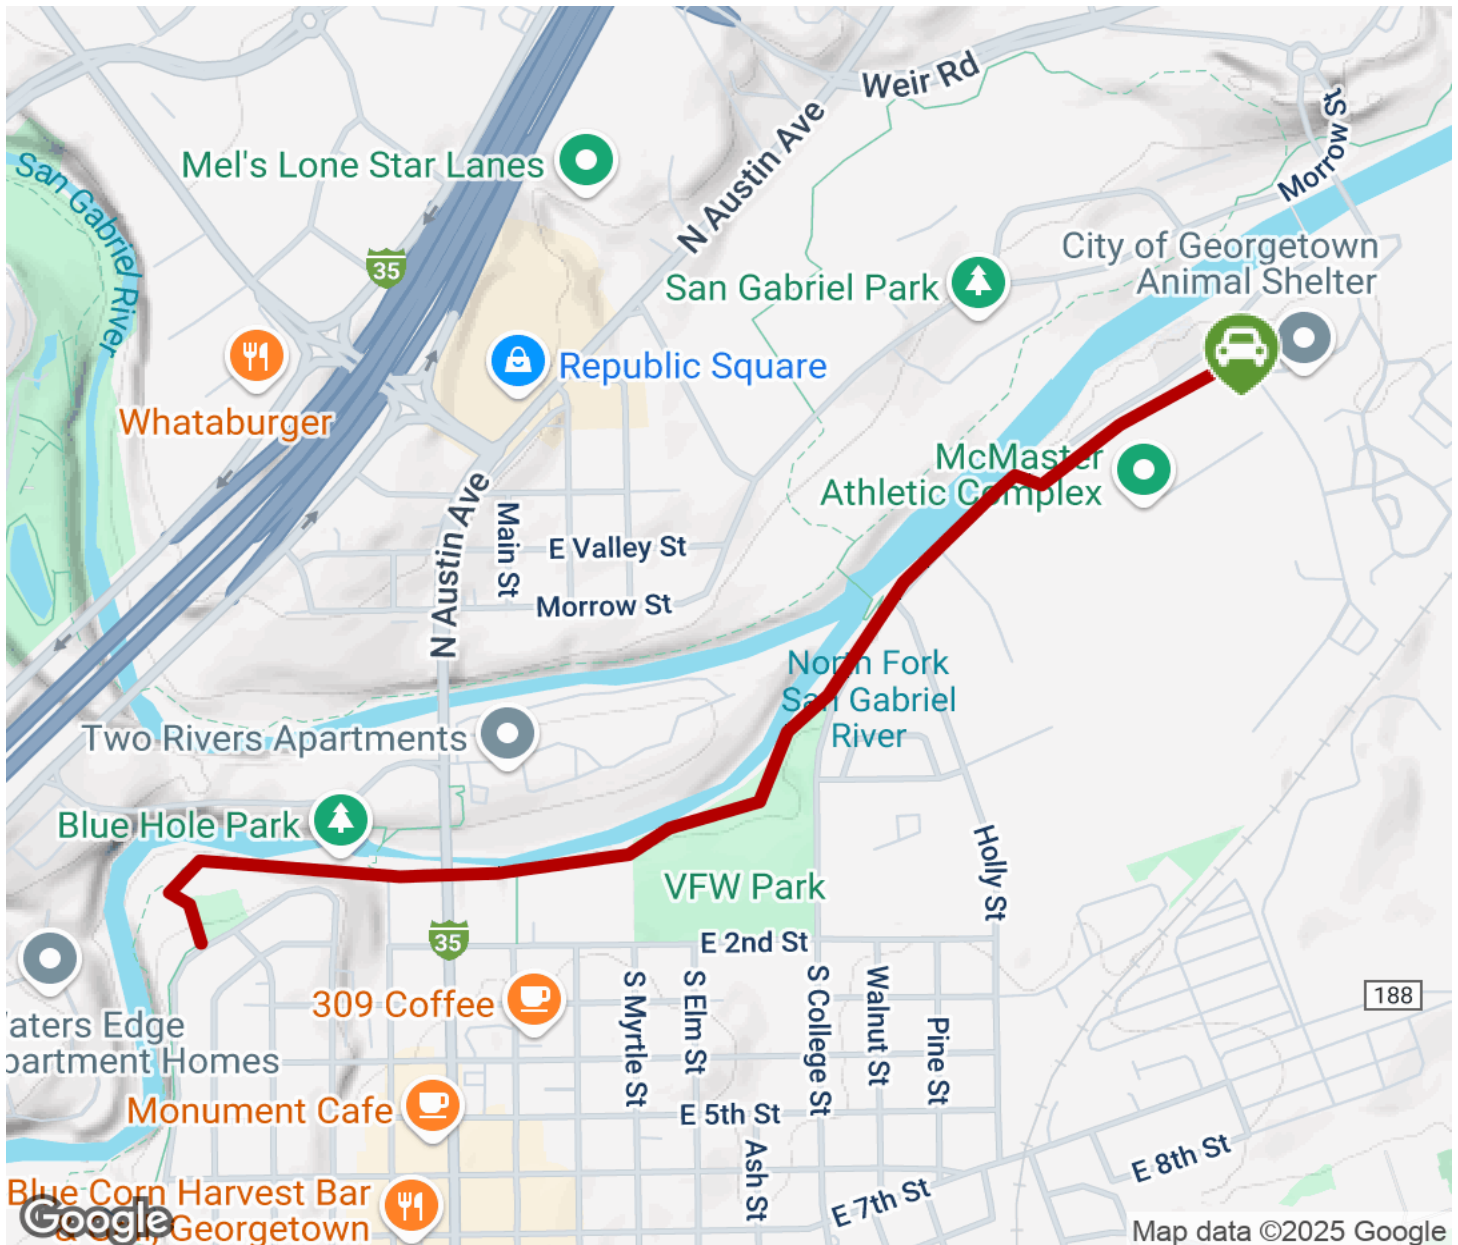 Weir Rd
Morrow St
San Gabriel River
Mel's Lone Star Lanes
N Austin Ave
35
City of Georgetown
Animal Shelter
San Gabriel Park
Republic Square
Whataburger
McMaster
Athletic Complex
N Austin Ave
Main St
E Valley St
Morrow St
North Fork
San Gabriel
River
Two Rivers Apartments
Blue Hole Park
Holly St
VFW Park
35
E 2nd St
309 Coffee
S Myrtle St
S Elm St
S College St
Walnut St
Pine St
188
aters Edge
partment Homes
Monument Cafe
E 5th St
Ash St
E 8th St
E 7th St
Blue Corn Harvest Bar
Georgetown
Google
Map data ©2025 Google